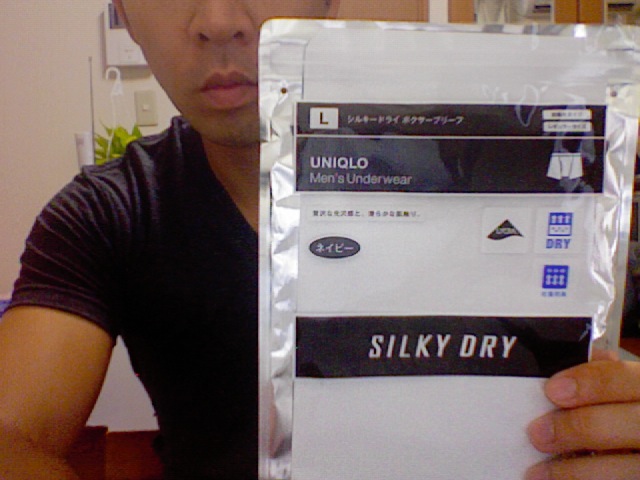 L
シルキードライ ボクサーブリーフ
UNIQLO
Men's Underwear
贅沢な光沢感と、滑らかな肌触り。
ネイビー
LYCRA
DRY
SILKY DRY